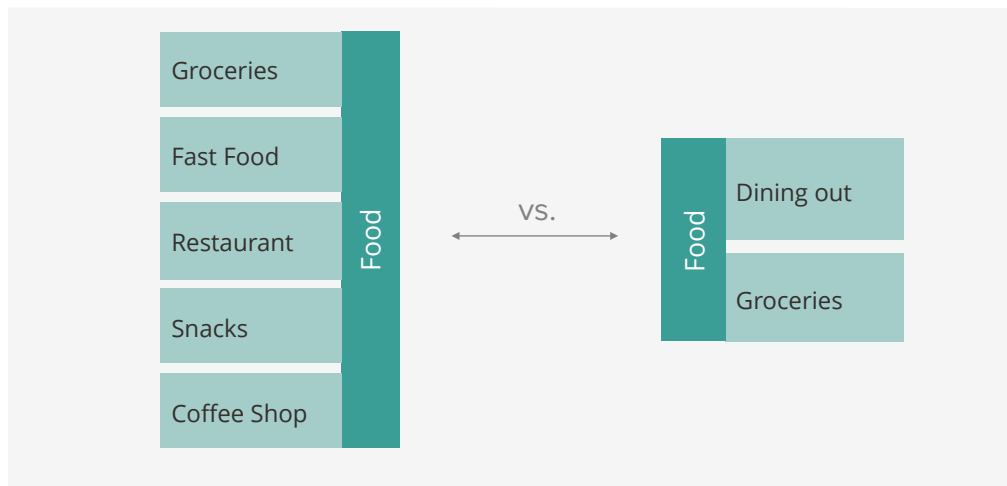 Groceries
Fast Food
Restaurant
Snacks
Coffee Shop
Food
vs.
Food
Dining out
Groceries